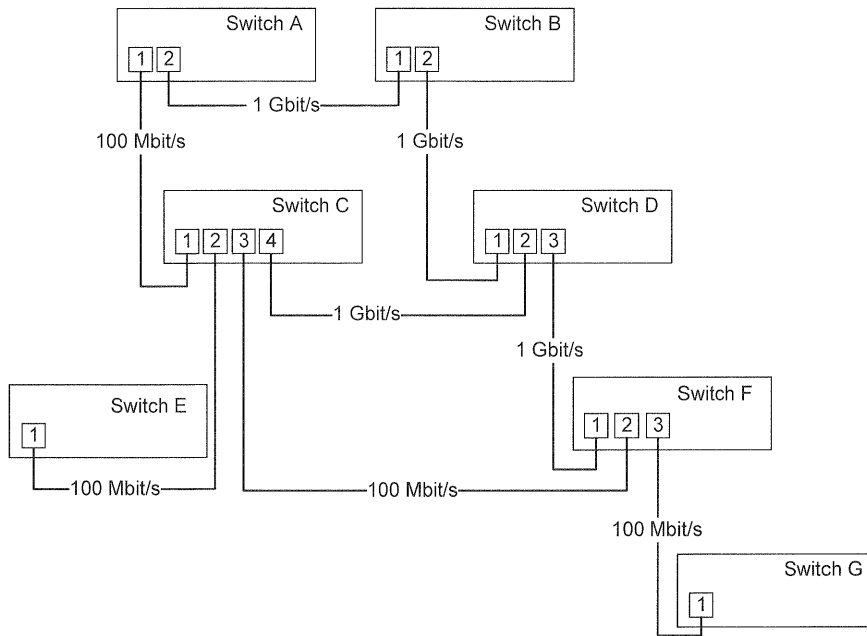 Switch A
1 2
Switch B
1 2
1 Gbit/s
100 Mbit/s
1 Gbit/s
Switch C
1 2 3 4
Switch D
1 2 3
1 Gbit/s
1 Gbit/s
Switch E
1
Switch F
1 2 3
100 Mbit/s
100 Mbit/s
100 Mbit/s
Switch G
1